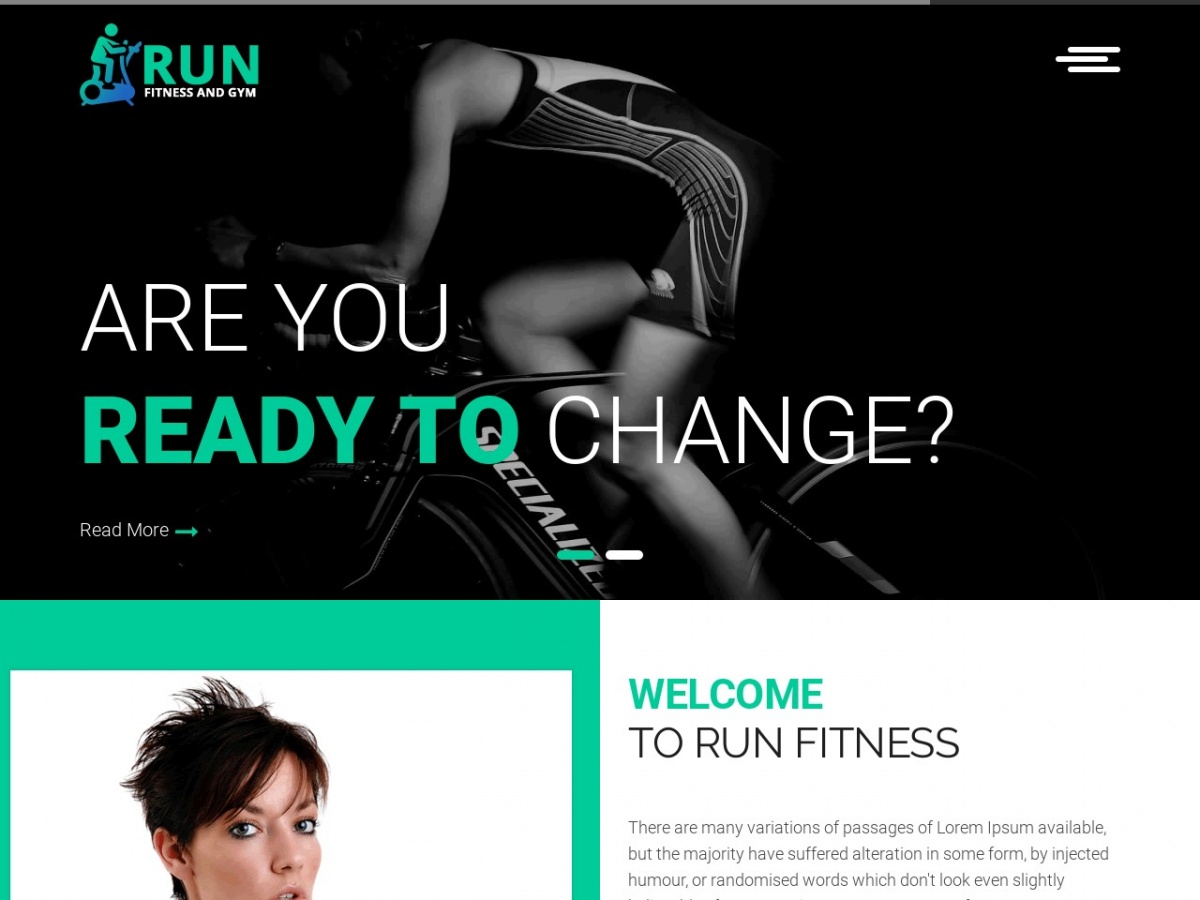 RUN
FITNESS AND GYM
ARE YOU
READY TO CHANGE?
SPECIALIZED
Read More
WELCOME
TO RUN FITNESS
There are many variations of passages of Lorem Ipsum available,
but the majority have suffered alteration in some form, by injected
humour, or randomised words which don't look even slightly